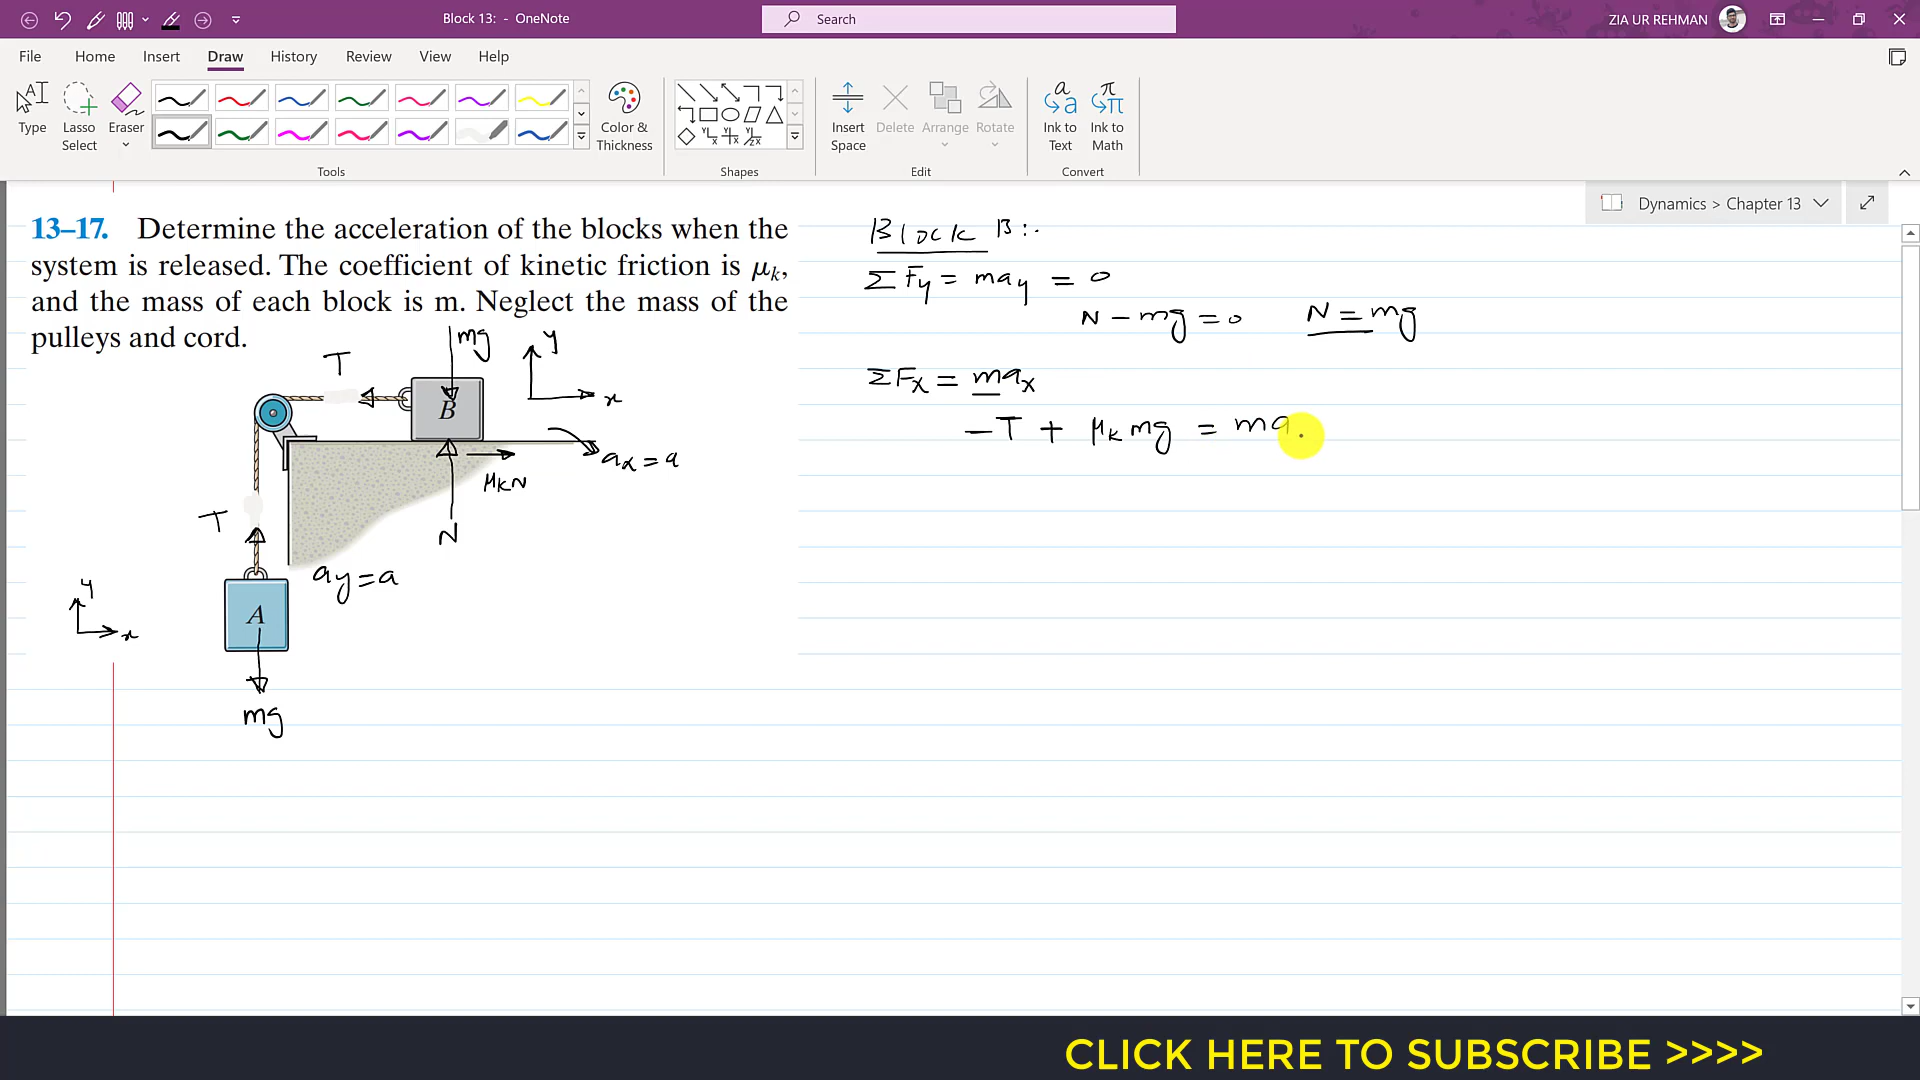 Block 13: - OneNote
Search
ZIA UR REHMAN
File Home Insert Draw History Review View Help
Type
Lasso Select
Eraser
Color & Thickness
Insert Space
Delete
Arrange
Rotate
Ink to Text
Ink to Math
Tools
Shapes
Edit
Convert
Dynamics > Chapter 13
13–17. Determine the acceleration of the blocks when the
system is released. The coefficient of kinetic friction is μk,
and the mass of each block is m. Neglect the mass of the
pulleys and cord.
T
mg
y
x
B
ax = a
μkN
N
T
ay = a
y
x
A
mg
Block B:.
ΣFy = may = 0
N - mg = 0 N = mg
ΣFx = max
-T + μk mg = ma
CLICK HERE TO SUBSCRIBE >>>>